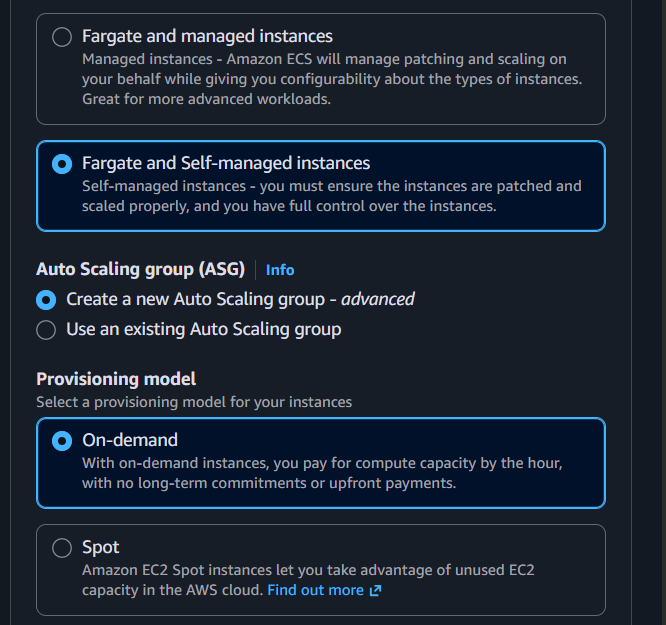 Fargate and managed instances
Managed instances - Amazon ECS will manage patching and scaling on
your behalf while giving you configurability about the types of instances.
Great for more advanced workloads.
Fargate and Self-managed instances
Self-managed instances - you must ensure the instances are patched and
scaled properly, and you have full control over the instances.
Auto Scaling group (ASG) Info
Create a new Auto Scaling group - advanced
Use an existing Auto Scaling group
Provisioning model
Select a provisioning model for your instances
On-demand
With on-demand instances, you pay for compute capacity by the hour,
with no long-term commitments or upfront payments.
Spot
Amazon EC2 Spot instances let you take advantage of unused EC2
capacity in the AWS cloud. Find out more